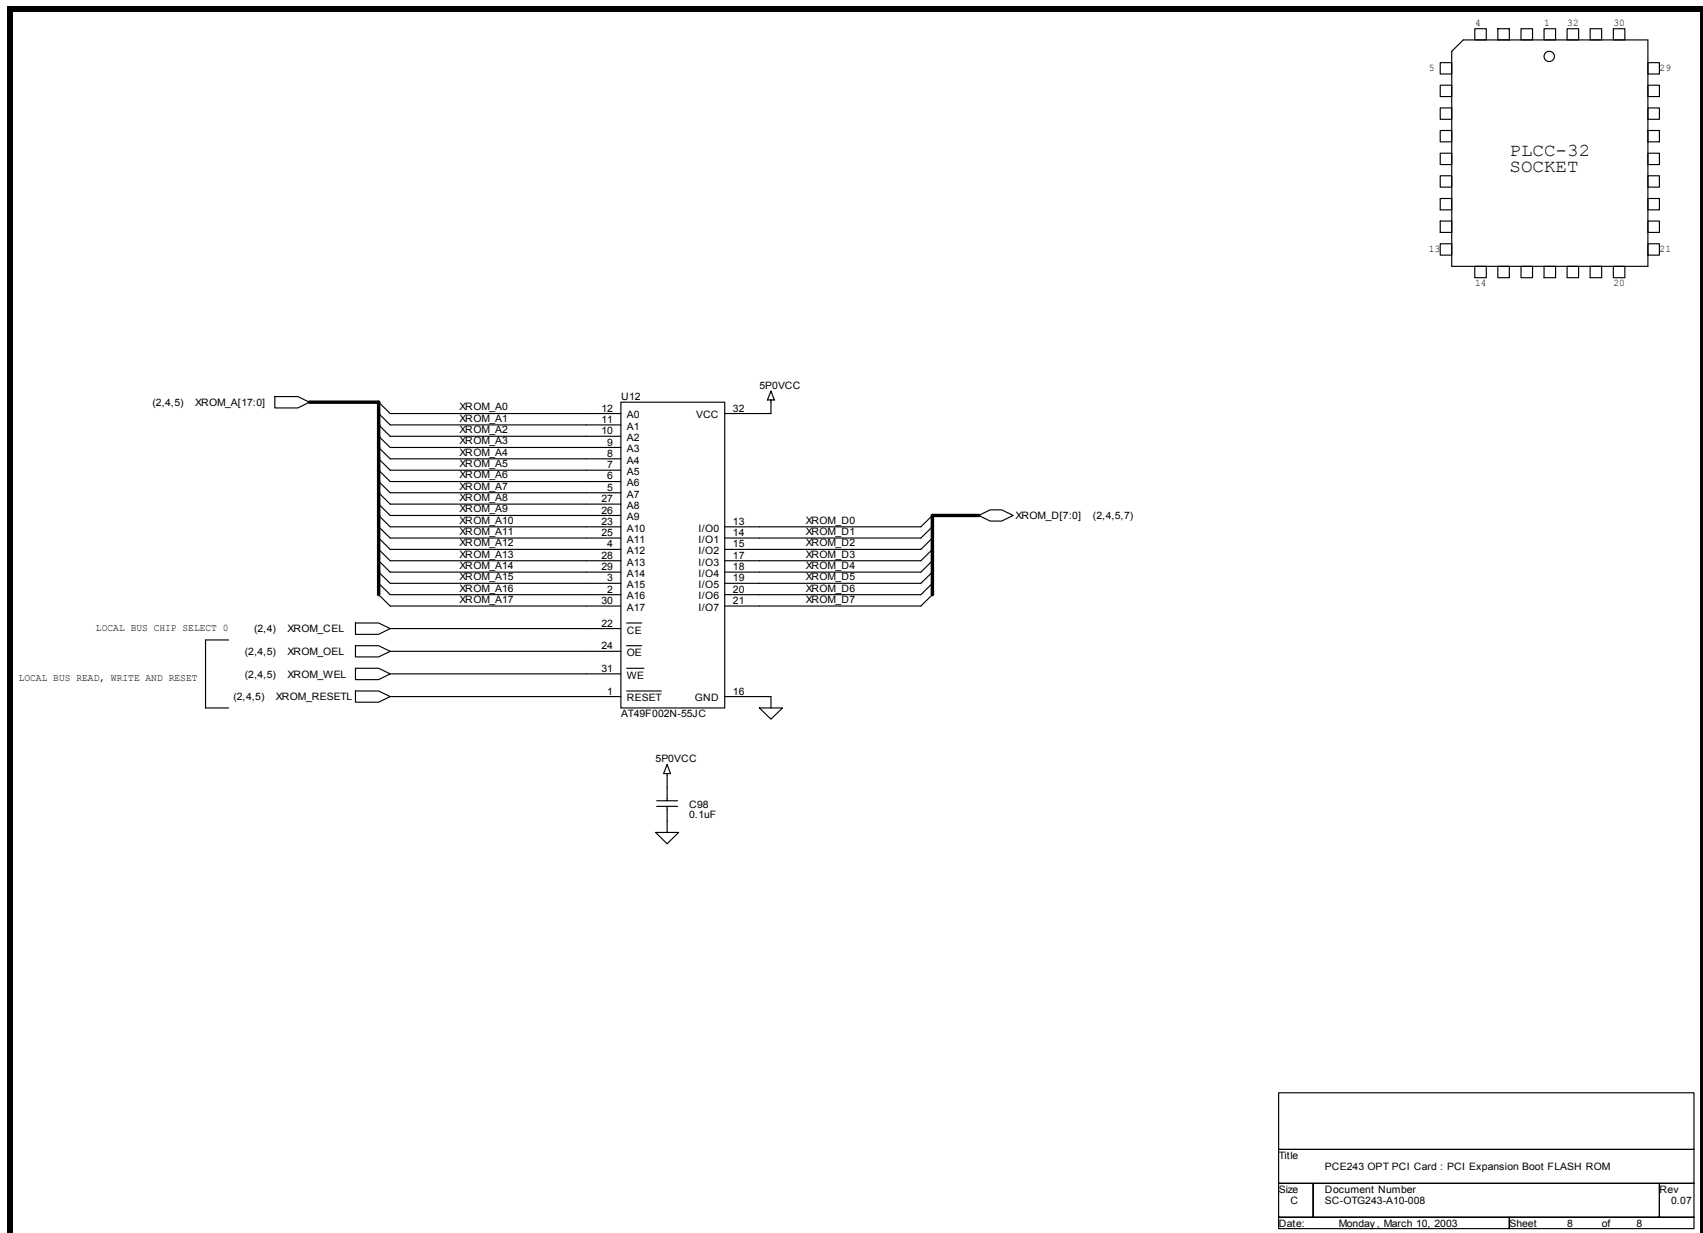 4 1 32 30
5 29
PLCC-32
SOCKET
13 21
14 20
(2,4,5) XROM_A[17:0]
U12
5P0VCC
XROM_A0 12 A0 VCC 32
XROM_A1 11 A1
XROM_A2 10 A2
XROM_A3 9 A3
XROM_A4 8 A4
XROM_A5 7 A5
XROM_A6 6 A6
XROM_A7 5 A7
XROM_A8 27 A8
XROM_A9 26 A9
XROM_A10 23 A10 I/O0 13 XROM_D0
XROM_A11 25 A11 I/O1 14 XROM_D1
XROM_A12 4 A12 I/O2 15 XROM_D2
XROM_A13 28 A13 I/O3 17 XROM_D3
XROM_A14 29 A14 I/O4 18 XROM_D4
XROM_A15 3 A15 I/O5 19 XROM_D5
XROM_A16 2 A16 I/O6 20 XROM_D6
XROM_A17 30 A17 I/O7 21 XROM_D7
XROM_D[7:0] (2,4,5,7)
LOCAL BUS CHIP SELECT 0 (2,4) XROM_CEL 22 CE
(2,4,5) XROM_OEL 24 OE
LOCAL BUS READ, WRITE AND RESET
(2,4,5) XROM_WEL 31 WE
(2,4,5) XROM_RESETL 1 RESET GND 16
AT49F002N-55JC
5P0VCC
C98
0.1uF
Title
PCE243 OPT PCI Card : PCI Expansion Boot FLASH ROM
Size Document Number Rev
C SC-OTG243-A10-008 0.07
Date: Monday, March 10, 2003 Sheet 8 of 8